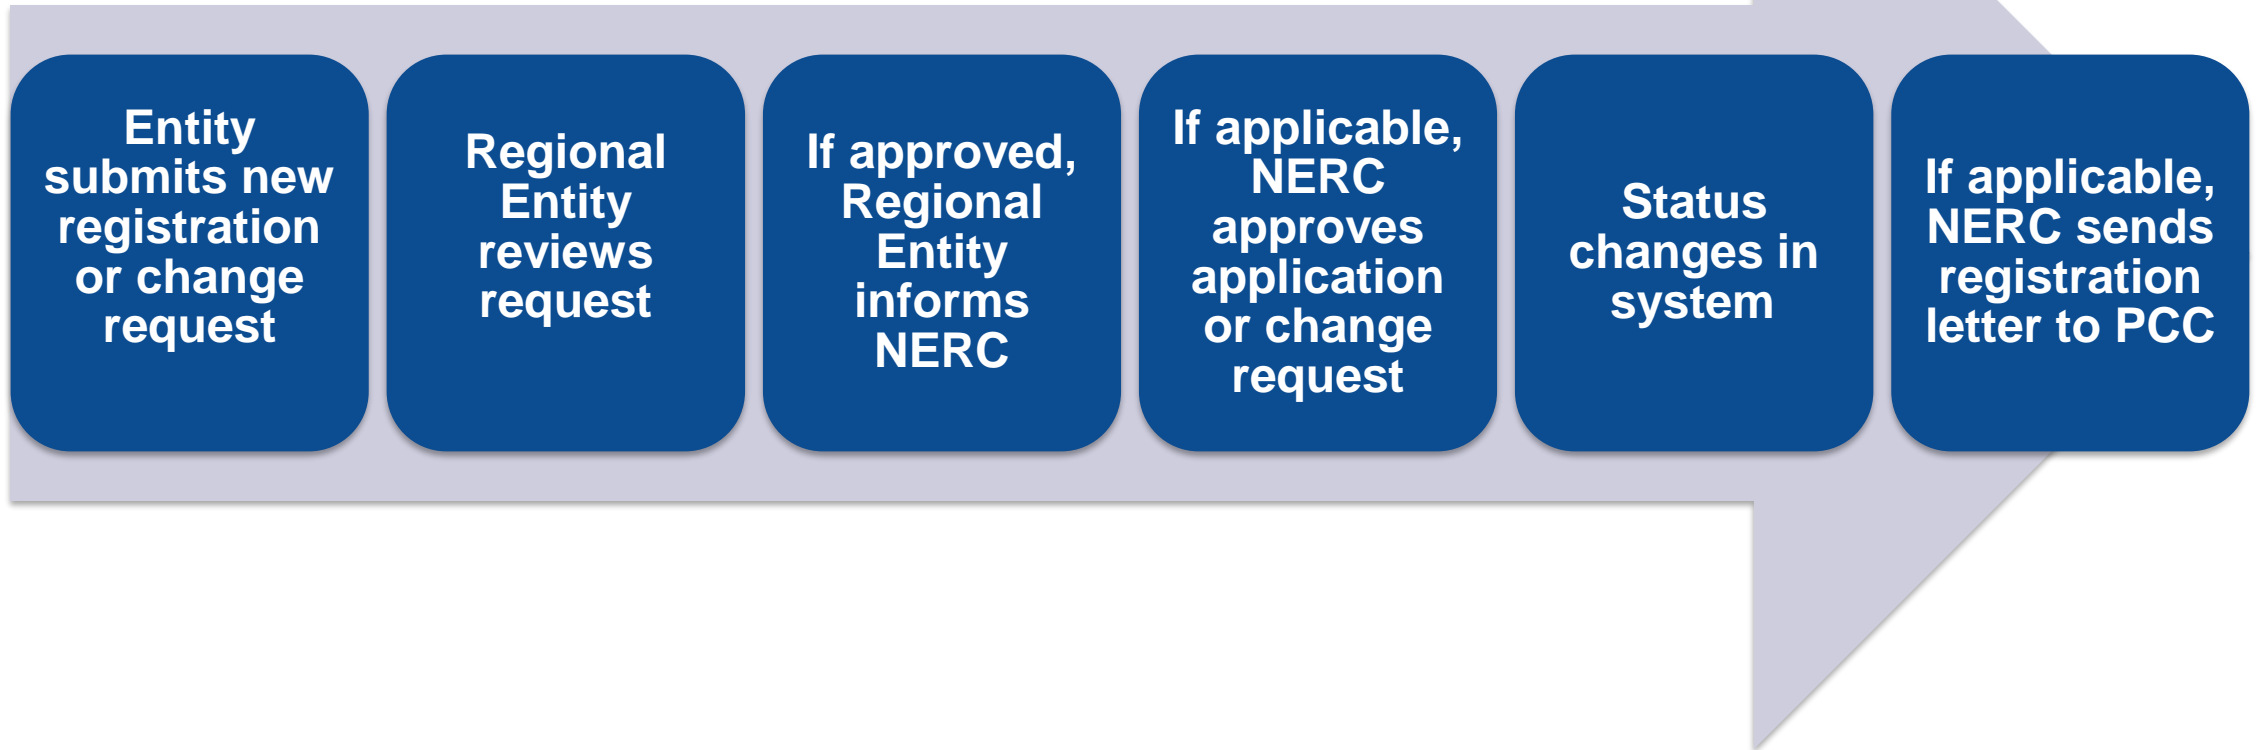 Entity
submits new
registration
or change
request
Regional
Entity
reviews
request
If approved,
Regional
Entity
informs
NERC
If applicable,
NERC
approves
application
or change
request
Status
changes in
system
If applicable,
NERC sends
registration
letter to PCC